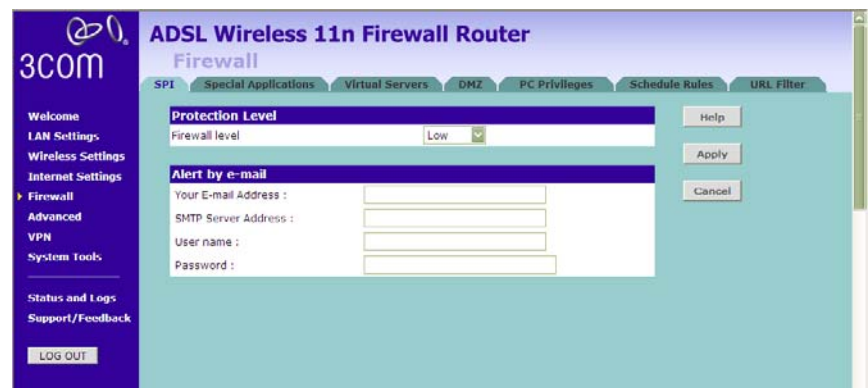 3COM
ADSL Wireless 11n Firewall Router
Firewall
SPI Special Applications Virtual Servers DMZ PC Privileges Schedule Rules URL Filter
Welcome
LAN Settings
Wireless Settings
Internet Settings
Firewall
Advanced
VPN
System Tools
Status and Logs
Support/Feedback
LOG OUT
Protection Level
Firewall level Low
Alert by e-mail
Your E-mail Address :
SMTP Server Address :
User name :
Password :
Help
Apply
Cancel